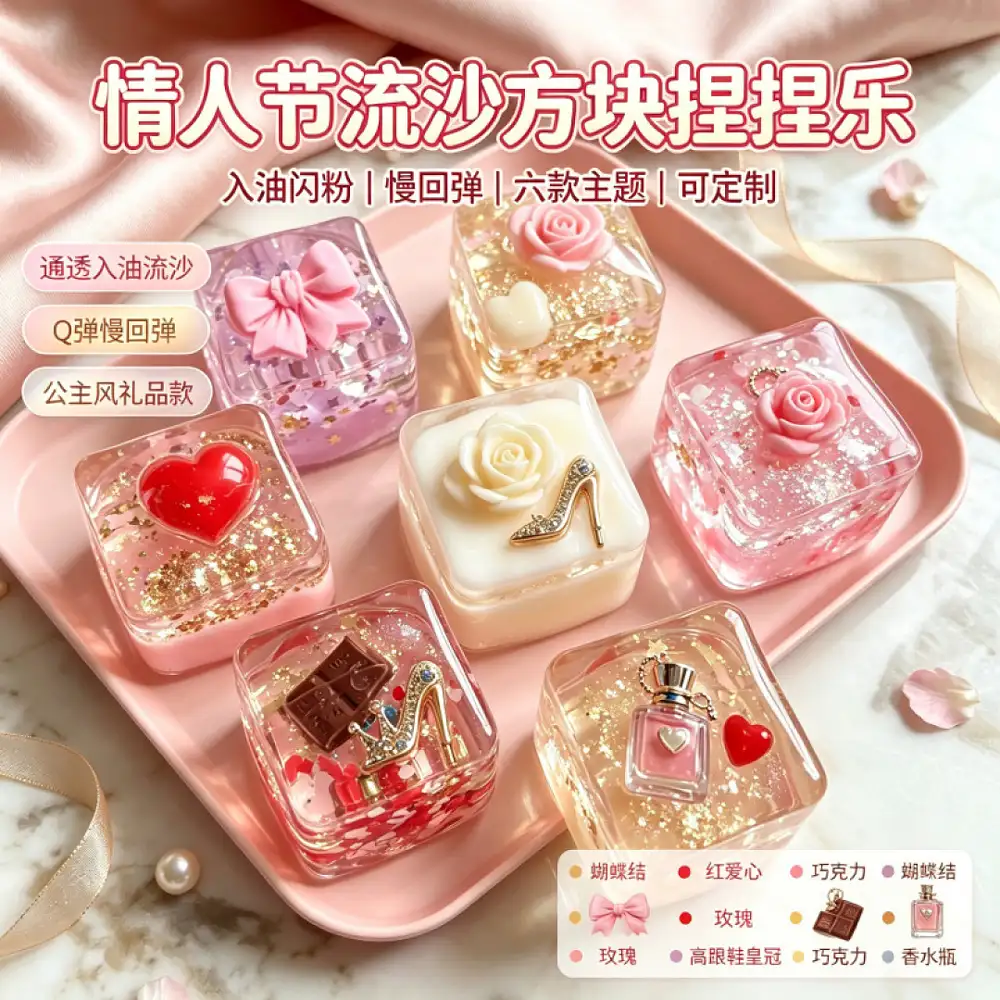 情人节流沙方块捏捏乐
入油闪粉 | 慢回弹 | 六款主题 | 可定制
通透入油流沙
Q弹慢回弹
公主风礼品款
蝴蝶结 红爱心 巧克力 蝴蝶结
玫瑰
玫瑰 高跟鞋皇冠 巧克力 香水瓶